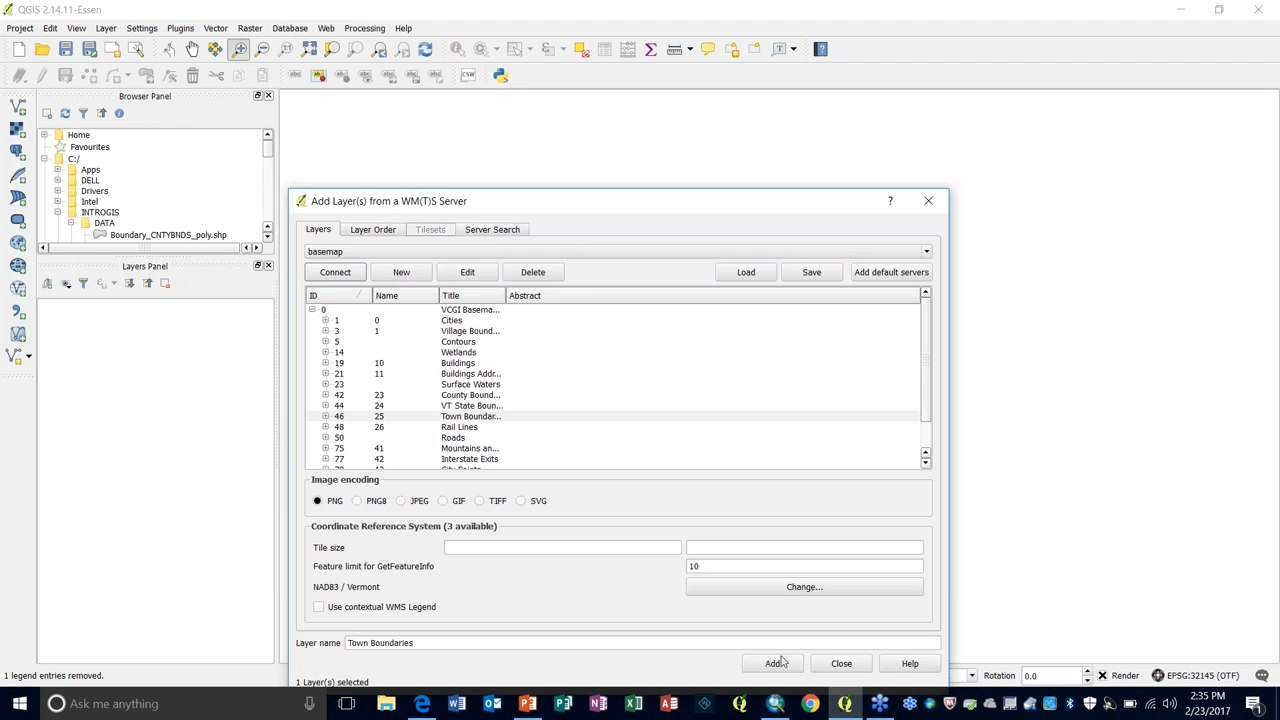 QGIS 2.14.11-Essen
Project Edit View Layer Settings Plugins Vector Raster Database Web Processing Help
CSW
Browser Panel
Home
Favourites
C:/
Apps
DELL
Drivers
Intel
INTROGIS
DATA
Boundary_CNTYBNDS_poly.shp
Layers Panel
Add Layer(s) from a WM(T)S Server
Layers Layer Order Tilesets Server Search
basemap
Connect New Edit Delete Load Save Add default servers
ID Name Title Abstract
0 VCGI Basema...
1 0 Cities
3 1 Village Bound...
5 Contours
14 Wetlands
19 10 Buildings
21 11 Buildings Addr...
23 Surface Waters
42 23 County Bound...
44 24 VT State Boun...
46 25 Town Boundar...
48 26 Rail Lines
50 Roads
75 41 Mountains an...
77 42 Interstate Exits
Image encoding
PNG PNG8 JPEG GIF TIFF SVG
Coordinate Reference System (3 available)
Tile size
Feature limit for GetFeatureInfo 10
NAD83 / Vermont Change...
Use contextual WMS Legend
Layer name Town Boundaries
Add Close Help
1 Layer(s) selected
1 legend entries removed.
Rotation 0.0 Render EPSG:32145 (OTF)
Ask me anything
2:35 PM
2/23/2017